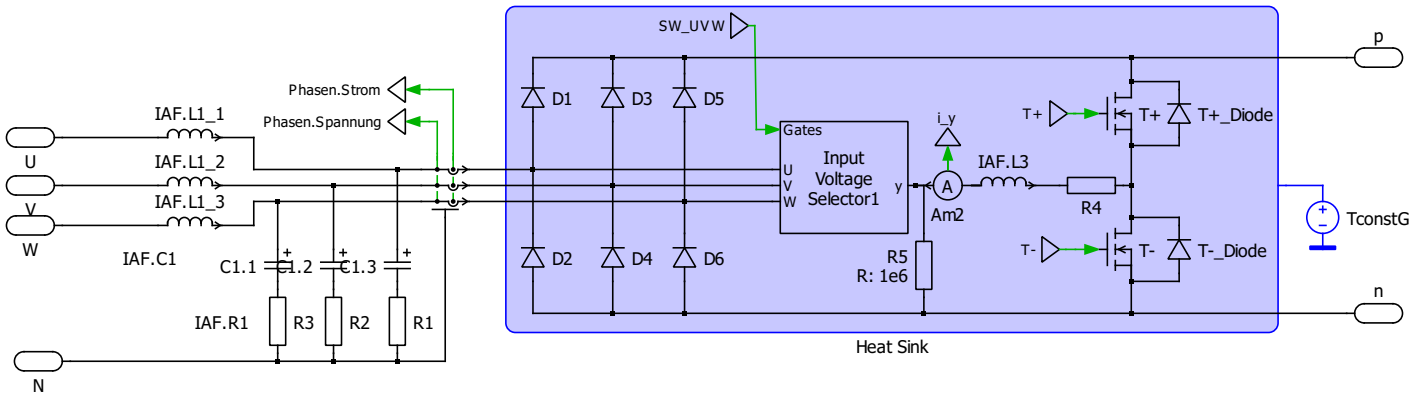 SW_UVW
p
Phasen.Strom
D1
D3
D5
T+
T+
T+_Diode
IAF.L1_1
Phasen.Spannung
i_y
Gates
U
IAF.L1_2
Input
Voltage
Selector1
U
V
W
y
A
Am2
IAF.L3
R4
V
IAF.L1_3
W
TconstG
IAF.C1
C1.1
C1.2
C1.3
D2
D4
D6
R5
R: 1e6
T-
T-
T-_Diode
IAF.R1
R3
R2
R1
n
Heat Sink
N